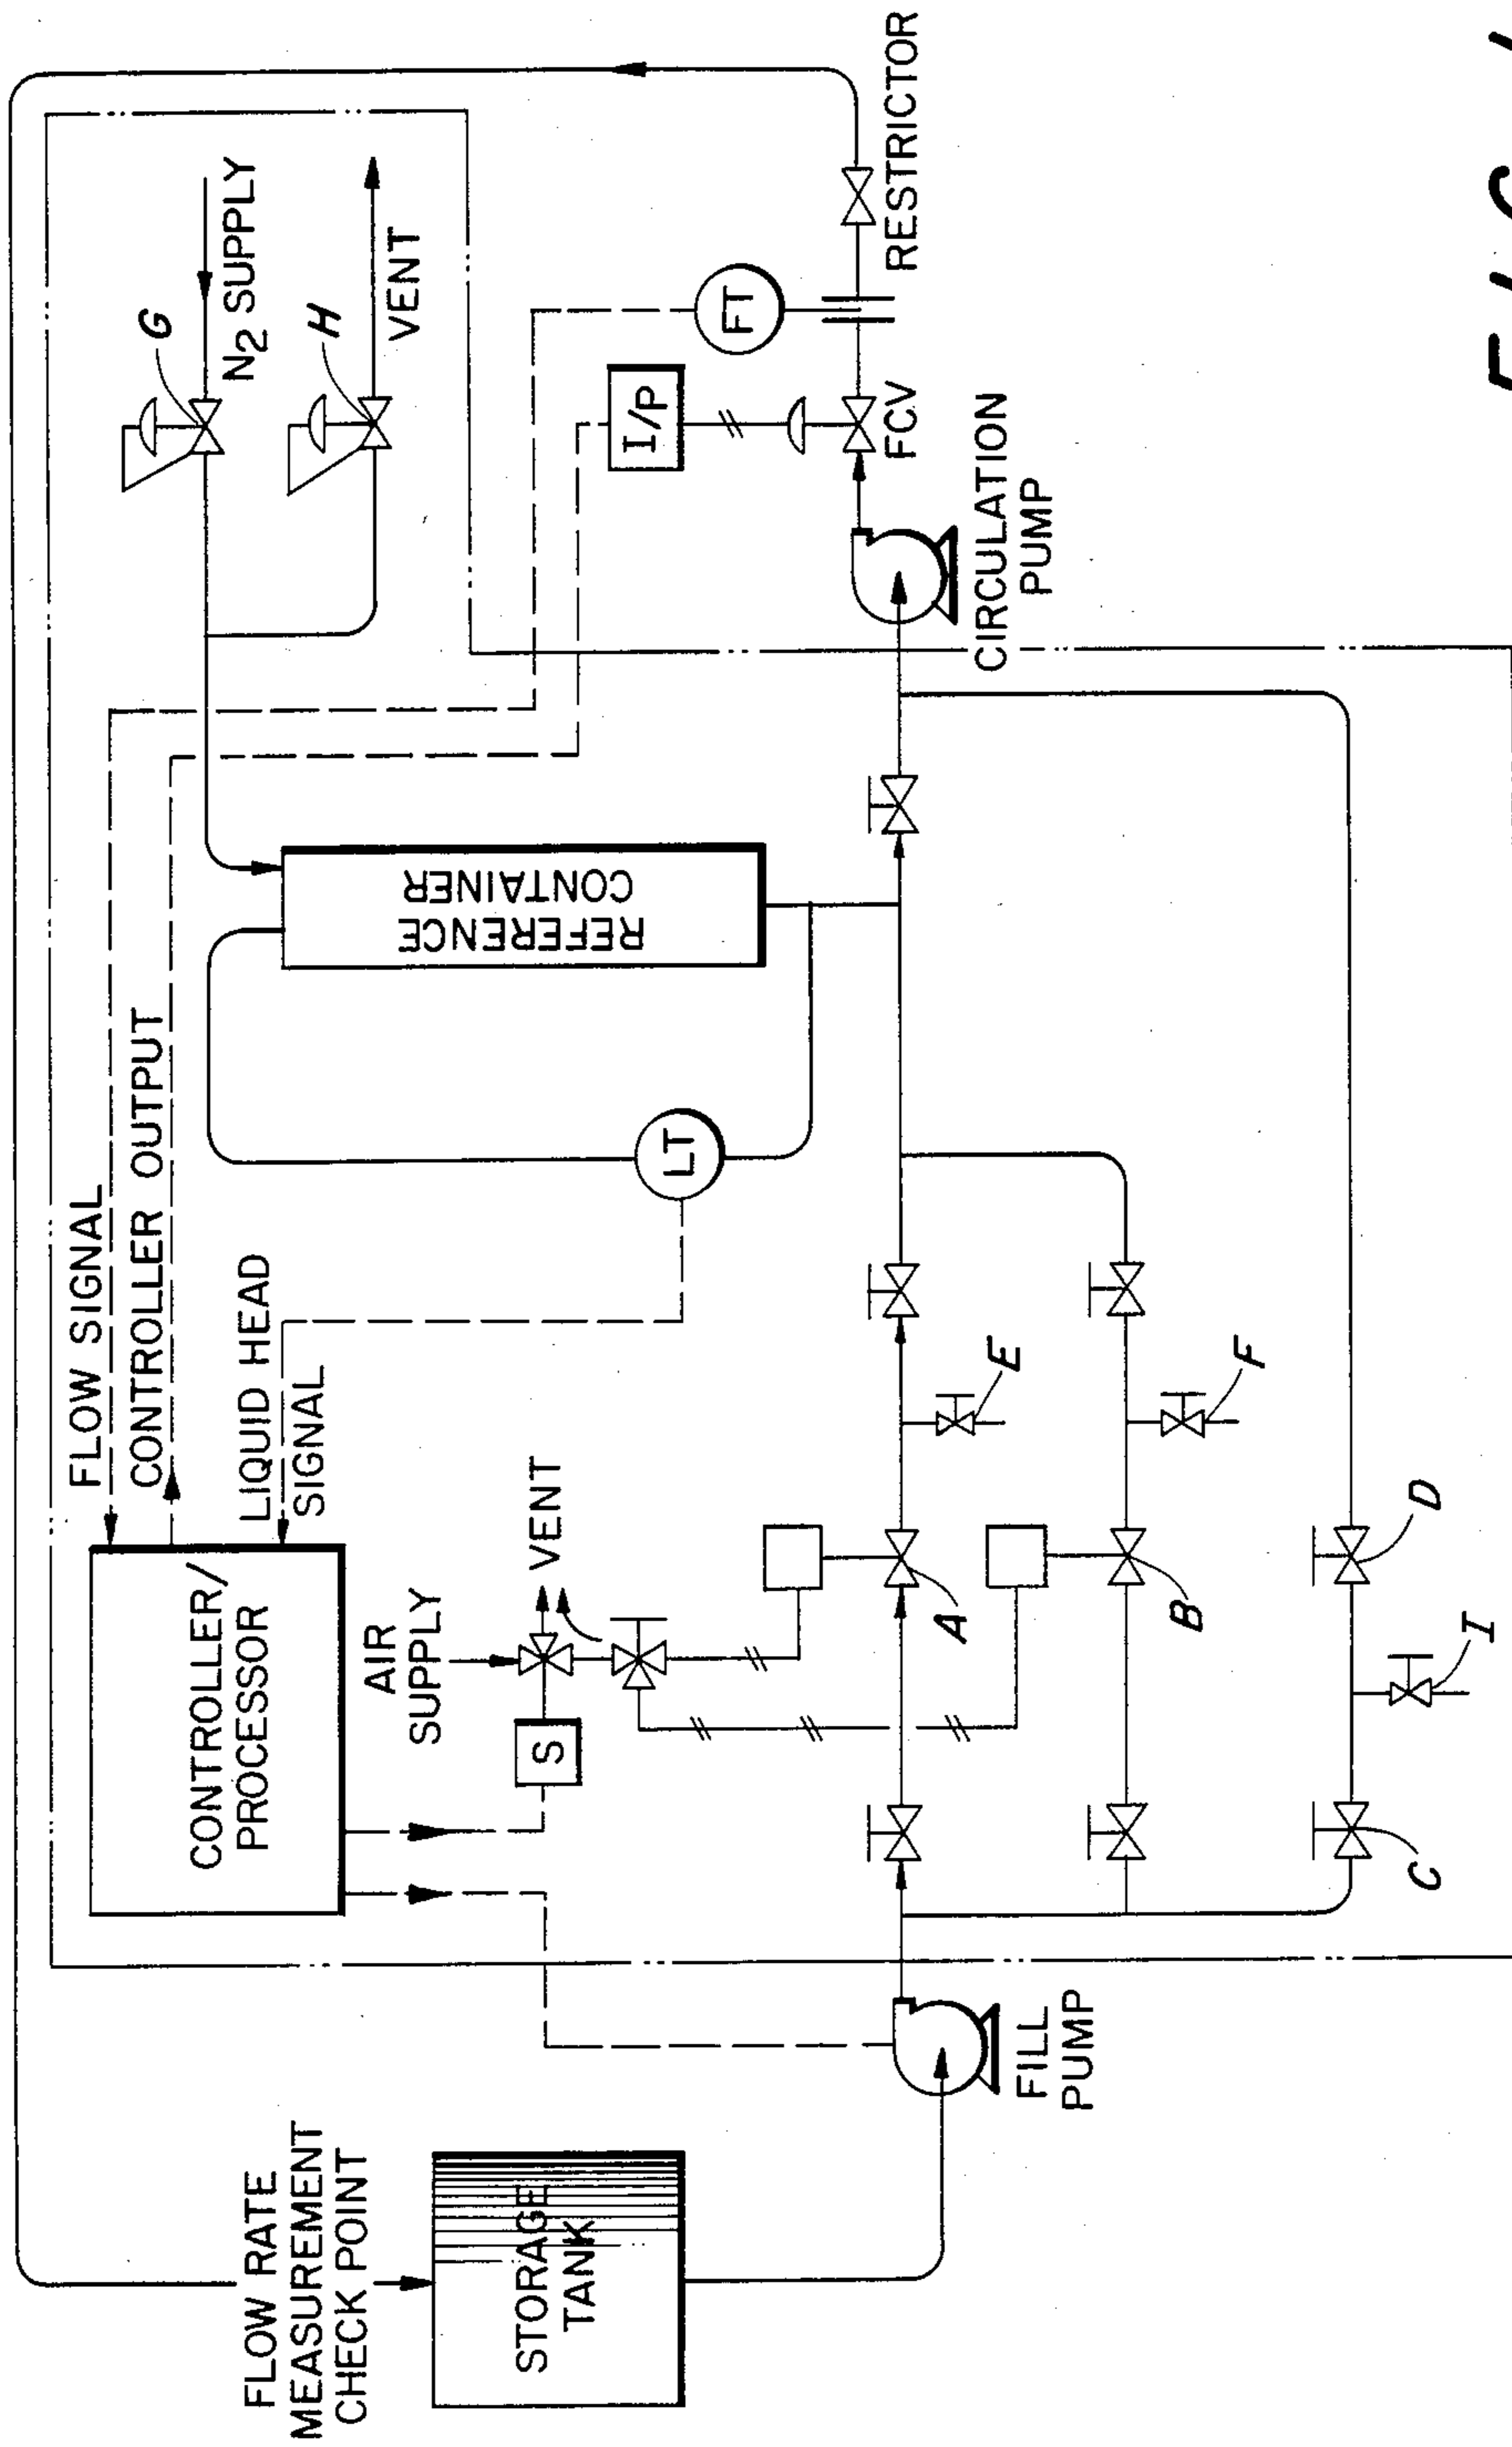 FLOW SIGNAL
CONTROLLER OUTPUT
LIQUID HEAD
SIGNAL
CONTROLLER/
PROCESSOR
AIR
SUPPLY
VENT
S
G
N2 SUPPLY
H
VENT
REFERENCE
CONTAINER
LT
I/P
FT
FCV
RESTRICTOR
CIRCULATION
PUMP
FLOW RATE
MEASUREMENT
CHECK POINT
STORAGE
TANK
FILL
PUMP
A
B
C
D
E
F
I